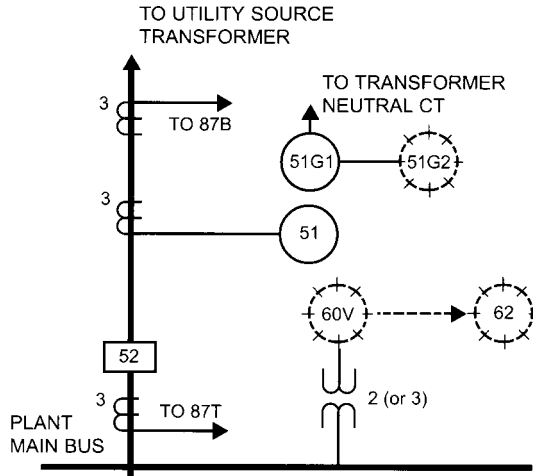 TO UTILITY SOURCE
TRANSFORMER
3
TO 87B
TO TRANSFORMER
NEUTRAL CT
51G1
51G2
3
51
60V
62
52
2 (or 3)
3
TO 87T
PLANT
MAIN BUS